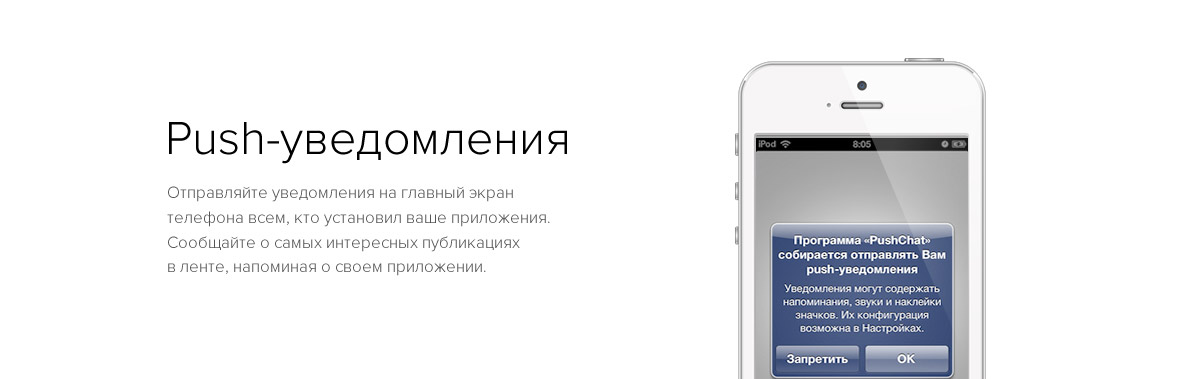 Push-уведомления
Отправляйте уведомления на главный экран
телефона всем, кто установил ваше приложения.
Сообщайте о самых интересных публикациях
в ленте, напоминая о своем приложении.
iPod 8:05
Программа «PushChat»
собирается отправлять Вам
push-уведомления
Уведомления могут содержать
напоминания, звуки и наклейки
значков. Их конфигурация
возможна в Настройках.
Запретить OK